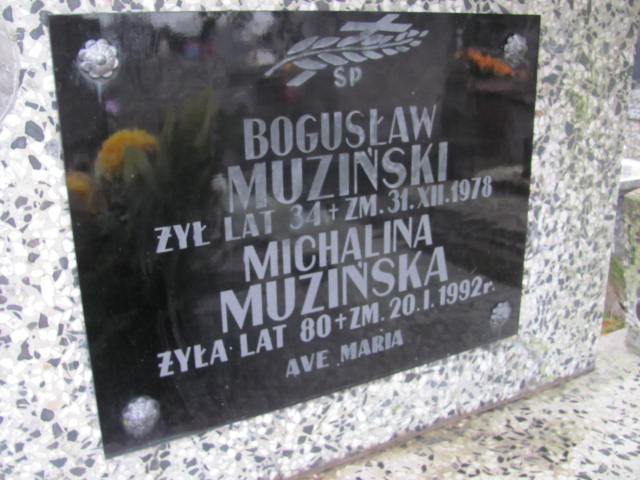 ŚP
BOGUSŁAW
MUZIŃSKI
ŻYŁ LAT 34 + ZM. 31.XII.1978
MICHALINA
MUZIŃSKA
ŻYŁA LAT 80 + ZM. 20.I.1992r.
AVE MARIA